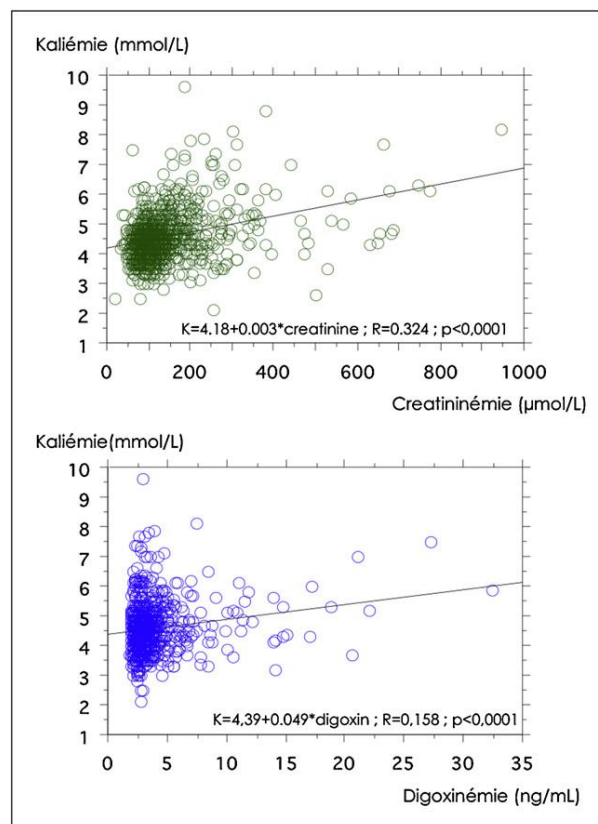 Kaliémie (mmol/L)
10
9
8
7
6
5
4
3
2
1
K=4.18+0.003*creatinine ; R=0.324 ; p<0,0001
0 200 400 600 800 1000
Creatininémie (µmol/L)
Kaliémie(mmol/L)
10
9
8
7
6
5
4
3
2
1
K=4,39+0.049*digoxin ; R=0,158 ; p<0,0001
0 5 10 15 20 25 30 35
Digoxinémie (ng/mL)